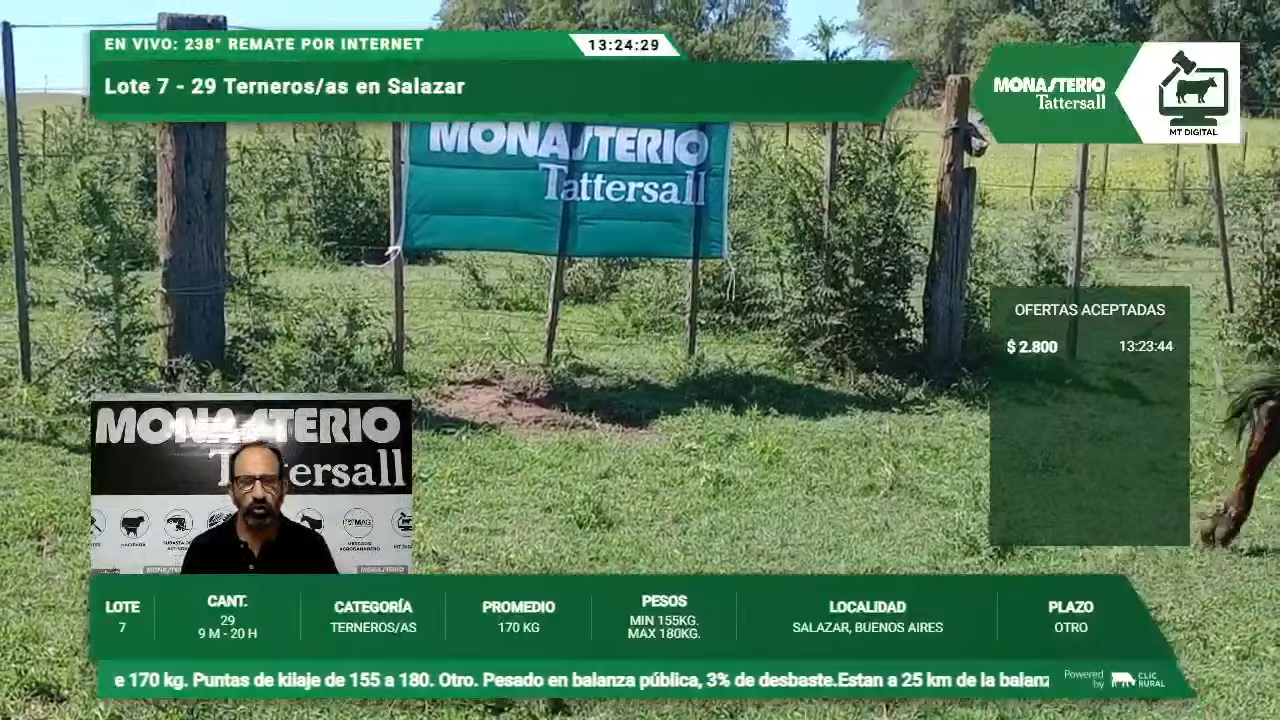 EN VIVO: 238° REMATE POR INTERNET
13:24:29
Lote 7 - 29 Terneros/as en Salazar
MONASTERIO
Tattersall
MT DIGITAL
MONASTERIO
Tattersall
OFERTAS ACEPTADAS
$ 2.800 13:23:44
MONASTERIO
Tattersall
HACIENDA
MERCADO
AGROGANADERO
LOTE
7
CANT.
29
9 M - 20 H
CATEGORÍA
TERNEROS/AS
PROMEDIO
170 KG
PESOS
MIN 155KG.
MAX 180KG.
LOCALIDAD
SALAZAR, BUENOS AIRES
PLAZO
OTRO
e 170 kg. Puntas de kilaje de 155 a 180. Otro. Pesado en balanza pública, 3% de desbaste.Estan a 25 km de la balanz
Powered
by
CLIC
RURAL